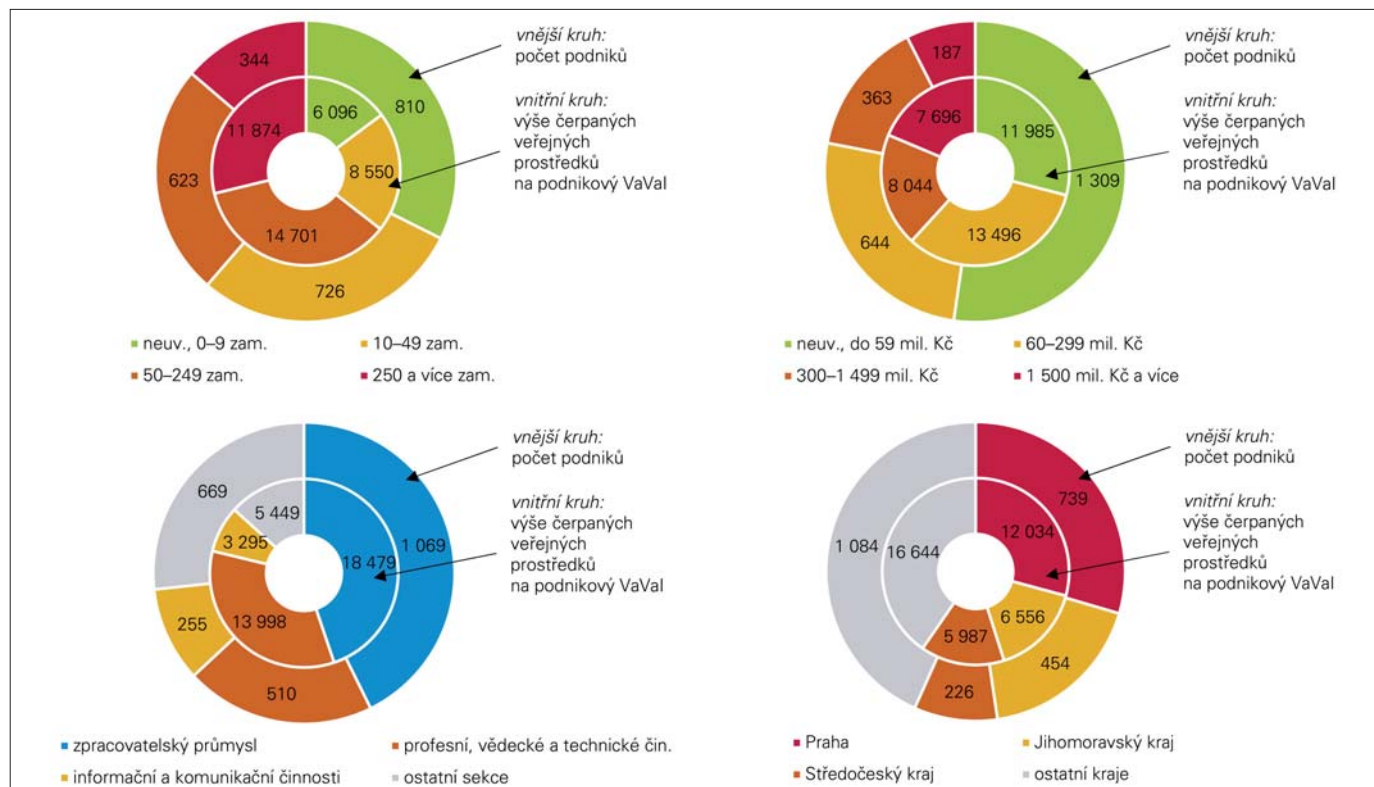 344
6 096
810
11 874
8 550
623
14 701
726
vnější kruh:
počet podniků
vnitřní kruh:
výše čerpaných
veřejných
prostředků
na podnikový VaVaI
neuv., 0–9 zam.
10–49 zam.
50–249 zam.
250 a více zam.
187
363
7 696
11 985
8 044
1 309
644
13 496
vnější kruh:
počet podniků
vnitřní kruh:
výše čerpaných
veřejných
prostředků
na podnikový VaVaI
neuv., do 59 mil. Kč
60–299 mil. Kč
300–1 499 mil. Kč
1 500 mil. Kč a více
669
5 449
3 295
18 479
1 069
255
13 998
510
vnější kruh:
počet podniků
vnitřní kruh:
výše čerpaných
veřejných
prostředků
na podnikový VaVaI
zpracovatelský průmysl
profesní, vědecké a technické čin.
informační a komunikační činnosti
ostatní sekce
739
12 034
1 084
16 644
6 556
5 987
454
226
vnější kruh:
počet podniků
vnitřní kruh:
výše čerpaných
veřejných
prostředků
na podnikový VaVaI
Praha
Jihomoravský kraj
Středočeský kraj
ostatní kraje